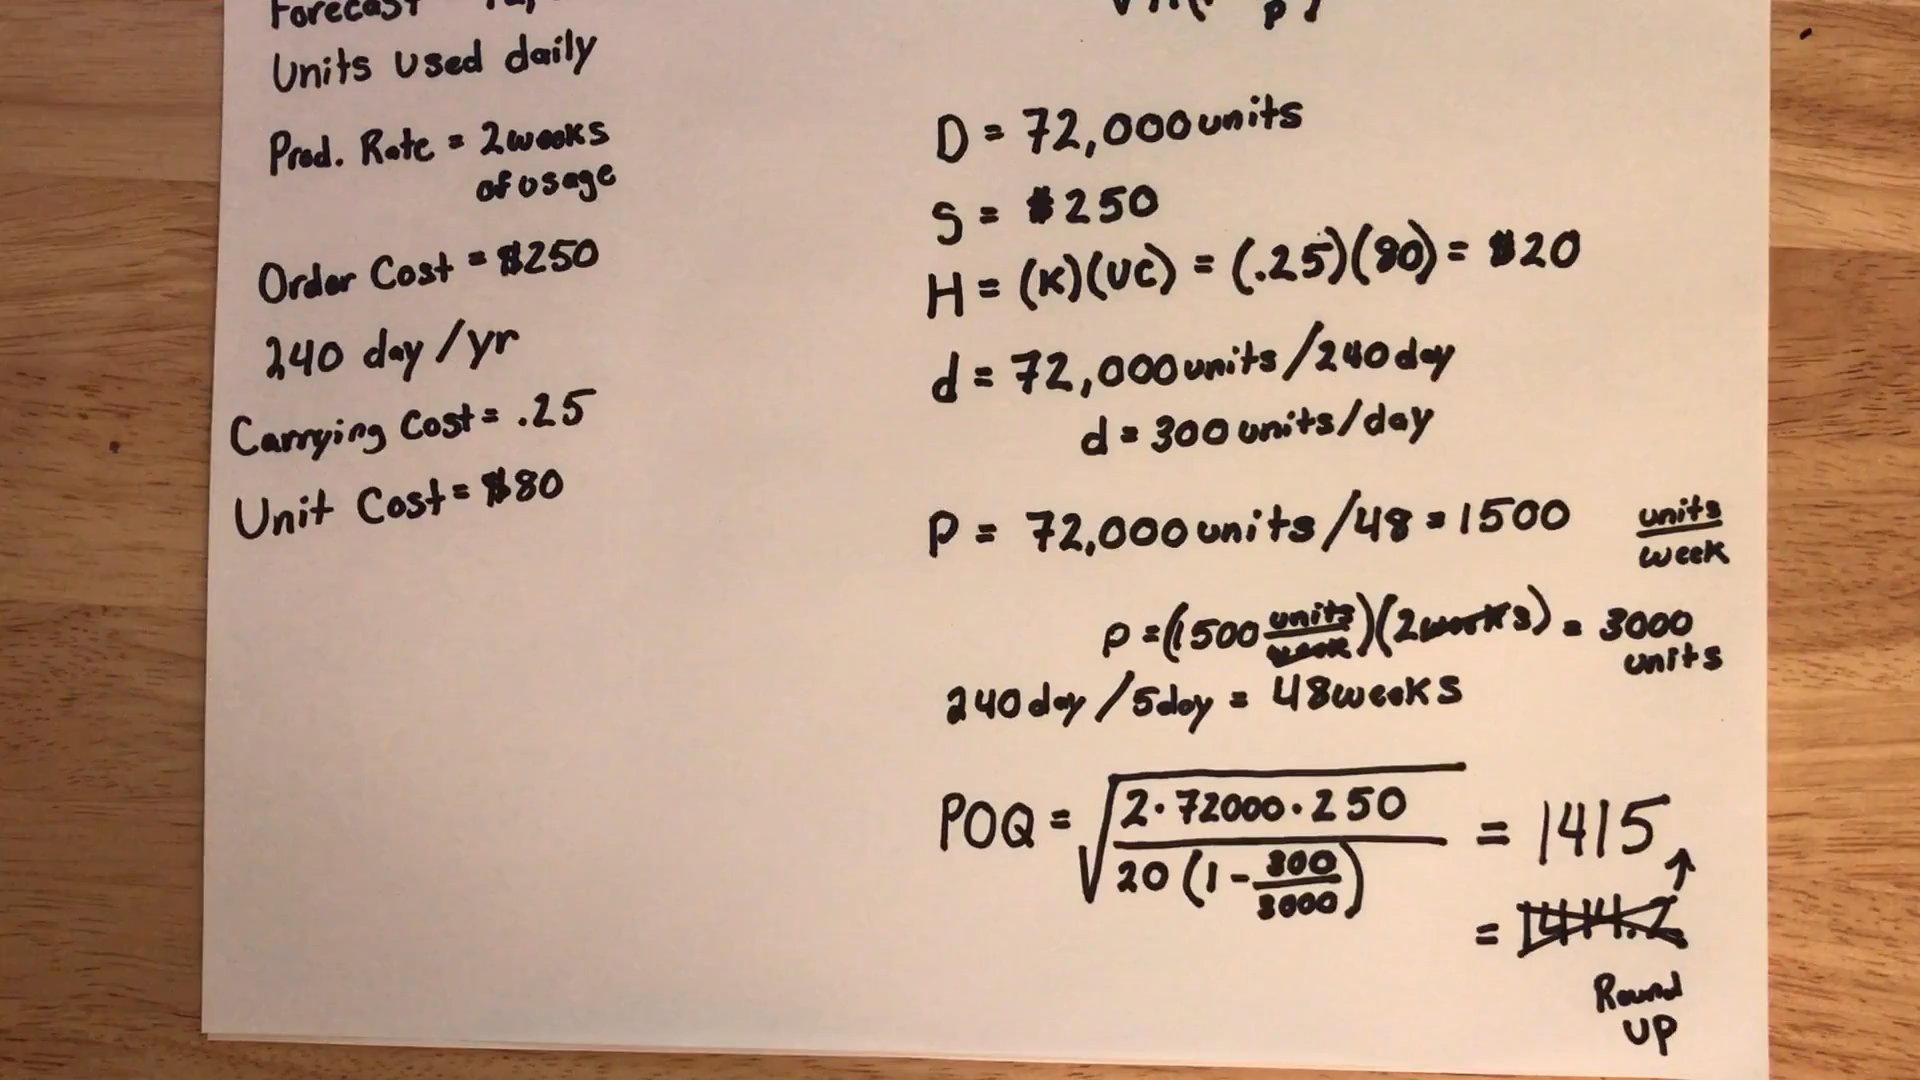 Forecast
Units used daily
Prod. Rate = 2 weeks
of usage
Order Cost = $250
240 day/yr
Carrying Cost = .25
Unit Cost = $80
p
D = 72,000 units
S = $250
H = (K)(UC) = (.25)(80) = $20
d = 72,000 units/240 day
d = 300 units/day
P = 72,000 units/48 = 1500 units/week
p = (1500 units/week)(2 weeks) = 3000
units
240 day/5 day = 48 weeks
POQ = √(2·72000·250 / 20(1-300/3000)) = 1415
= 1414.2
Round
UP